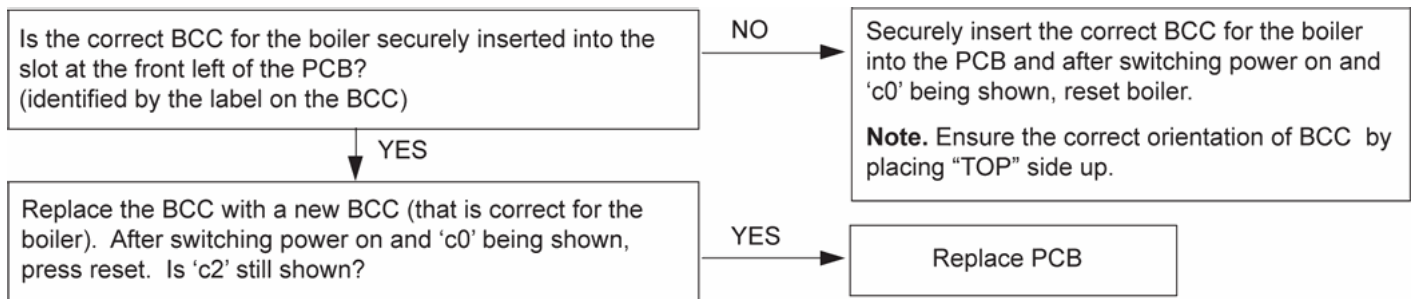 Is the correct BCC for the boiler securely inserted into the
slot at the front left of the PCB?
(identified by the label on the BCC)
NO
Securely insert the correct BCC for the boiler
into the PCB and after switching power on and
‘c0’ being shown, reset boiler.
Note. Ensure the correct orientation of BCC by
placing “TOP” side up.
YES
Replace the BCC with a new BCC (that is correct for the
boiler). After switching power on and ‘c0’ being shown,
press reset. Is ‘c2’ still shown?
YES
Replace PCB